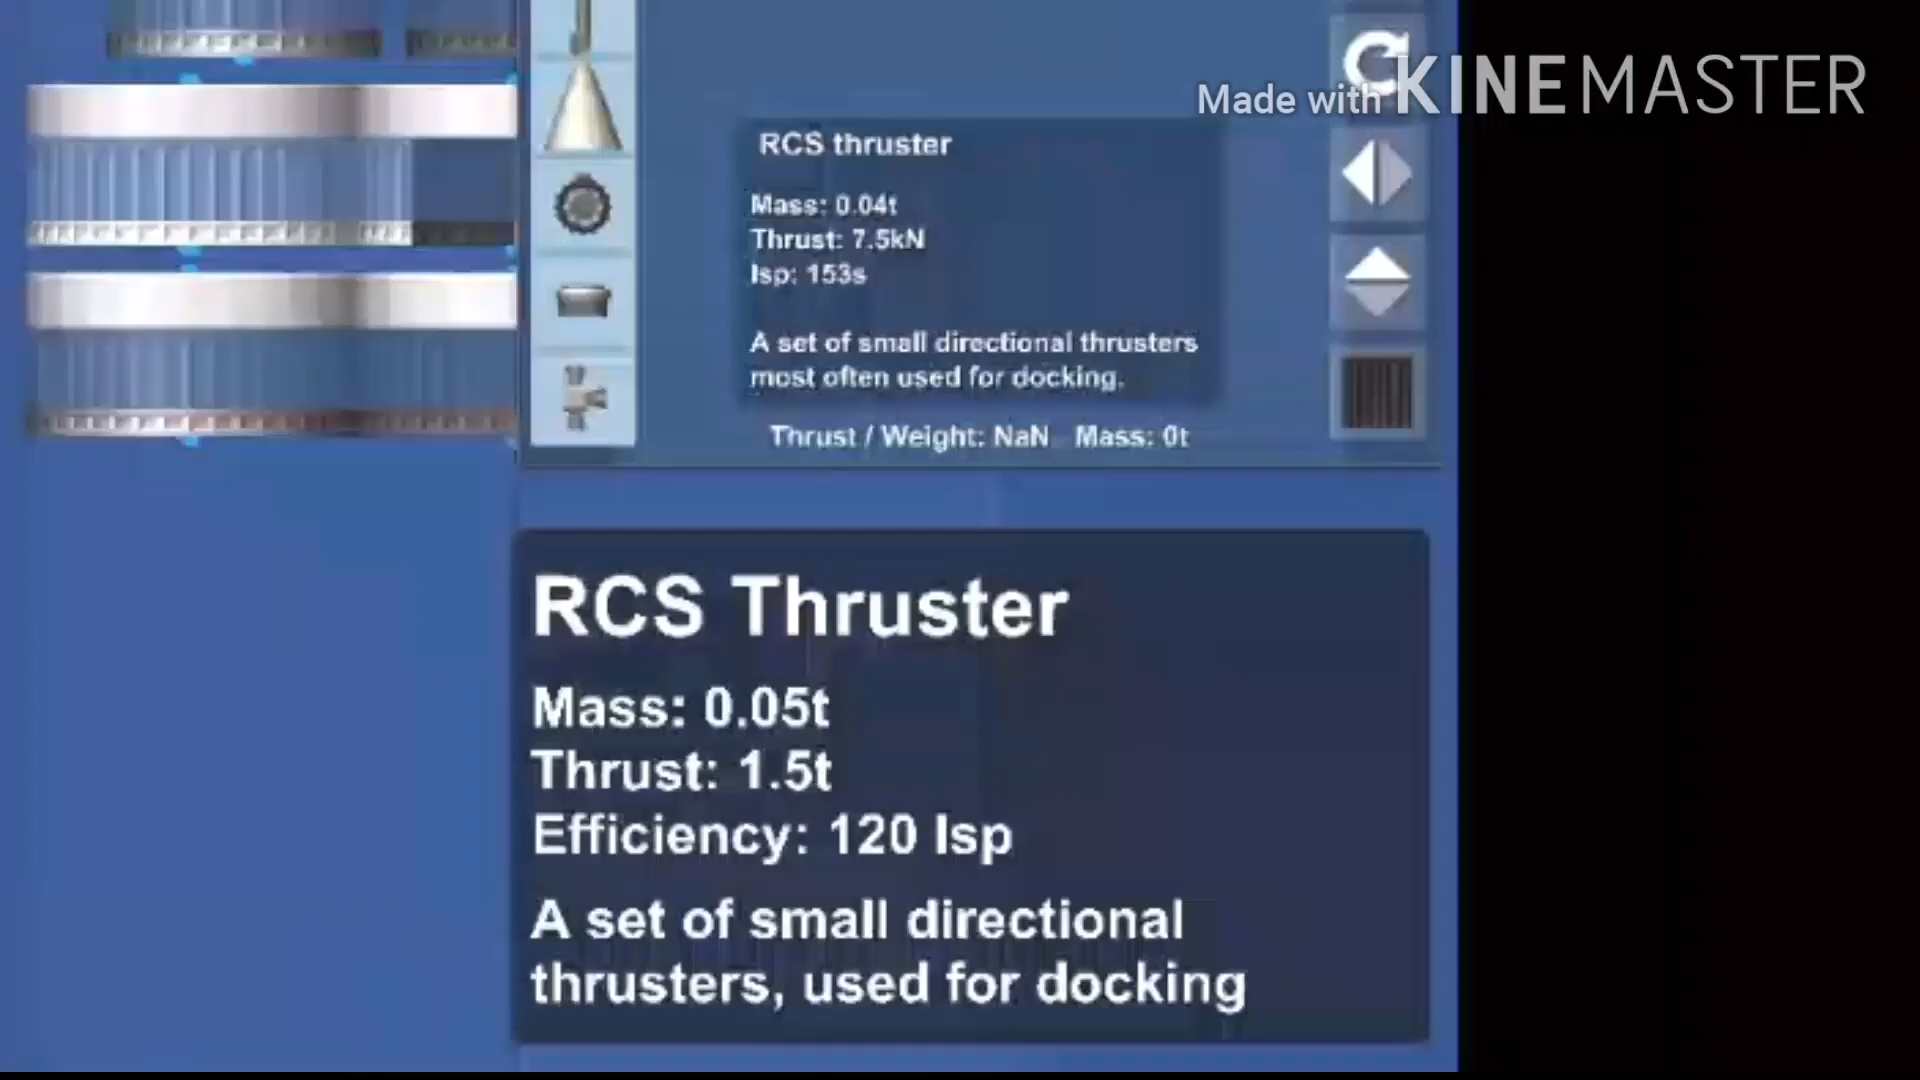 Made with KINEMASTER
RCS thruster
Mass: 0.04t
Thrust: 7.5kN
Isp: 153s
A set of small directional thrusters
most often used for docking.
Thrust / Weight: NaN Mass: 0t
RCS Thruster
Mass: 0.05t
Thrust: 1.5t
Efficiency: 120 Isp
A set of small directional
thrusters, used for docking